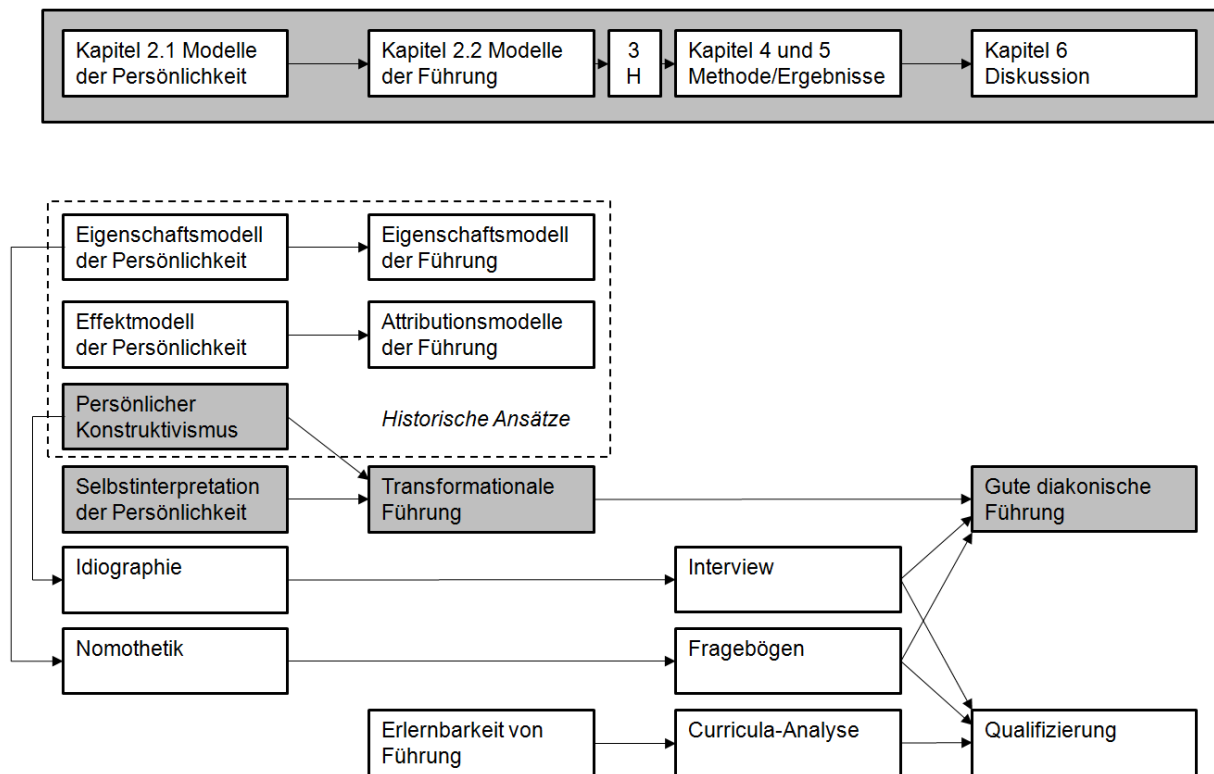 Kapitel 2.1 Modelle
der Persönlichkeit
Kapitel 2.2 Modelle
der Führung
3
H
Kapitel 4 und 5
Methode/Ergebnisse
Kapitel 6
Diskussion
Eigenschaftsmodell
der Persönlichkeit
Eigenschaftsmodell
der Führung
Effektmodell
der Persönlichkeit
Attributionsmodelle
der Führung
Persönlicher
Konstruktivismus
Historische Ansätze
Selbstinterpretation
der Persönlichkeit
Transformationale
Führung
Gute diakonische
Führung
Idiographie
Interview
Nomothetik
Fragebögen
Erlernbarkeit von
Führung
Curricula-Analyse
Qualifizierung